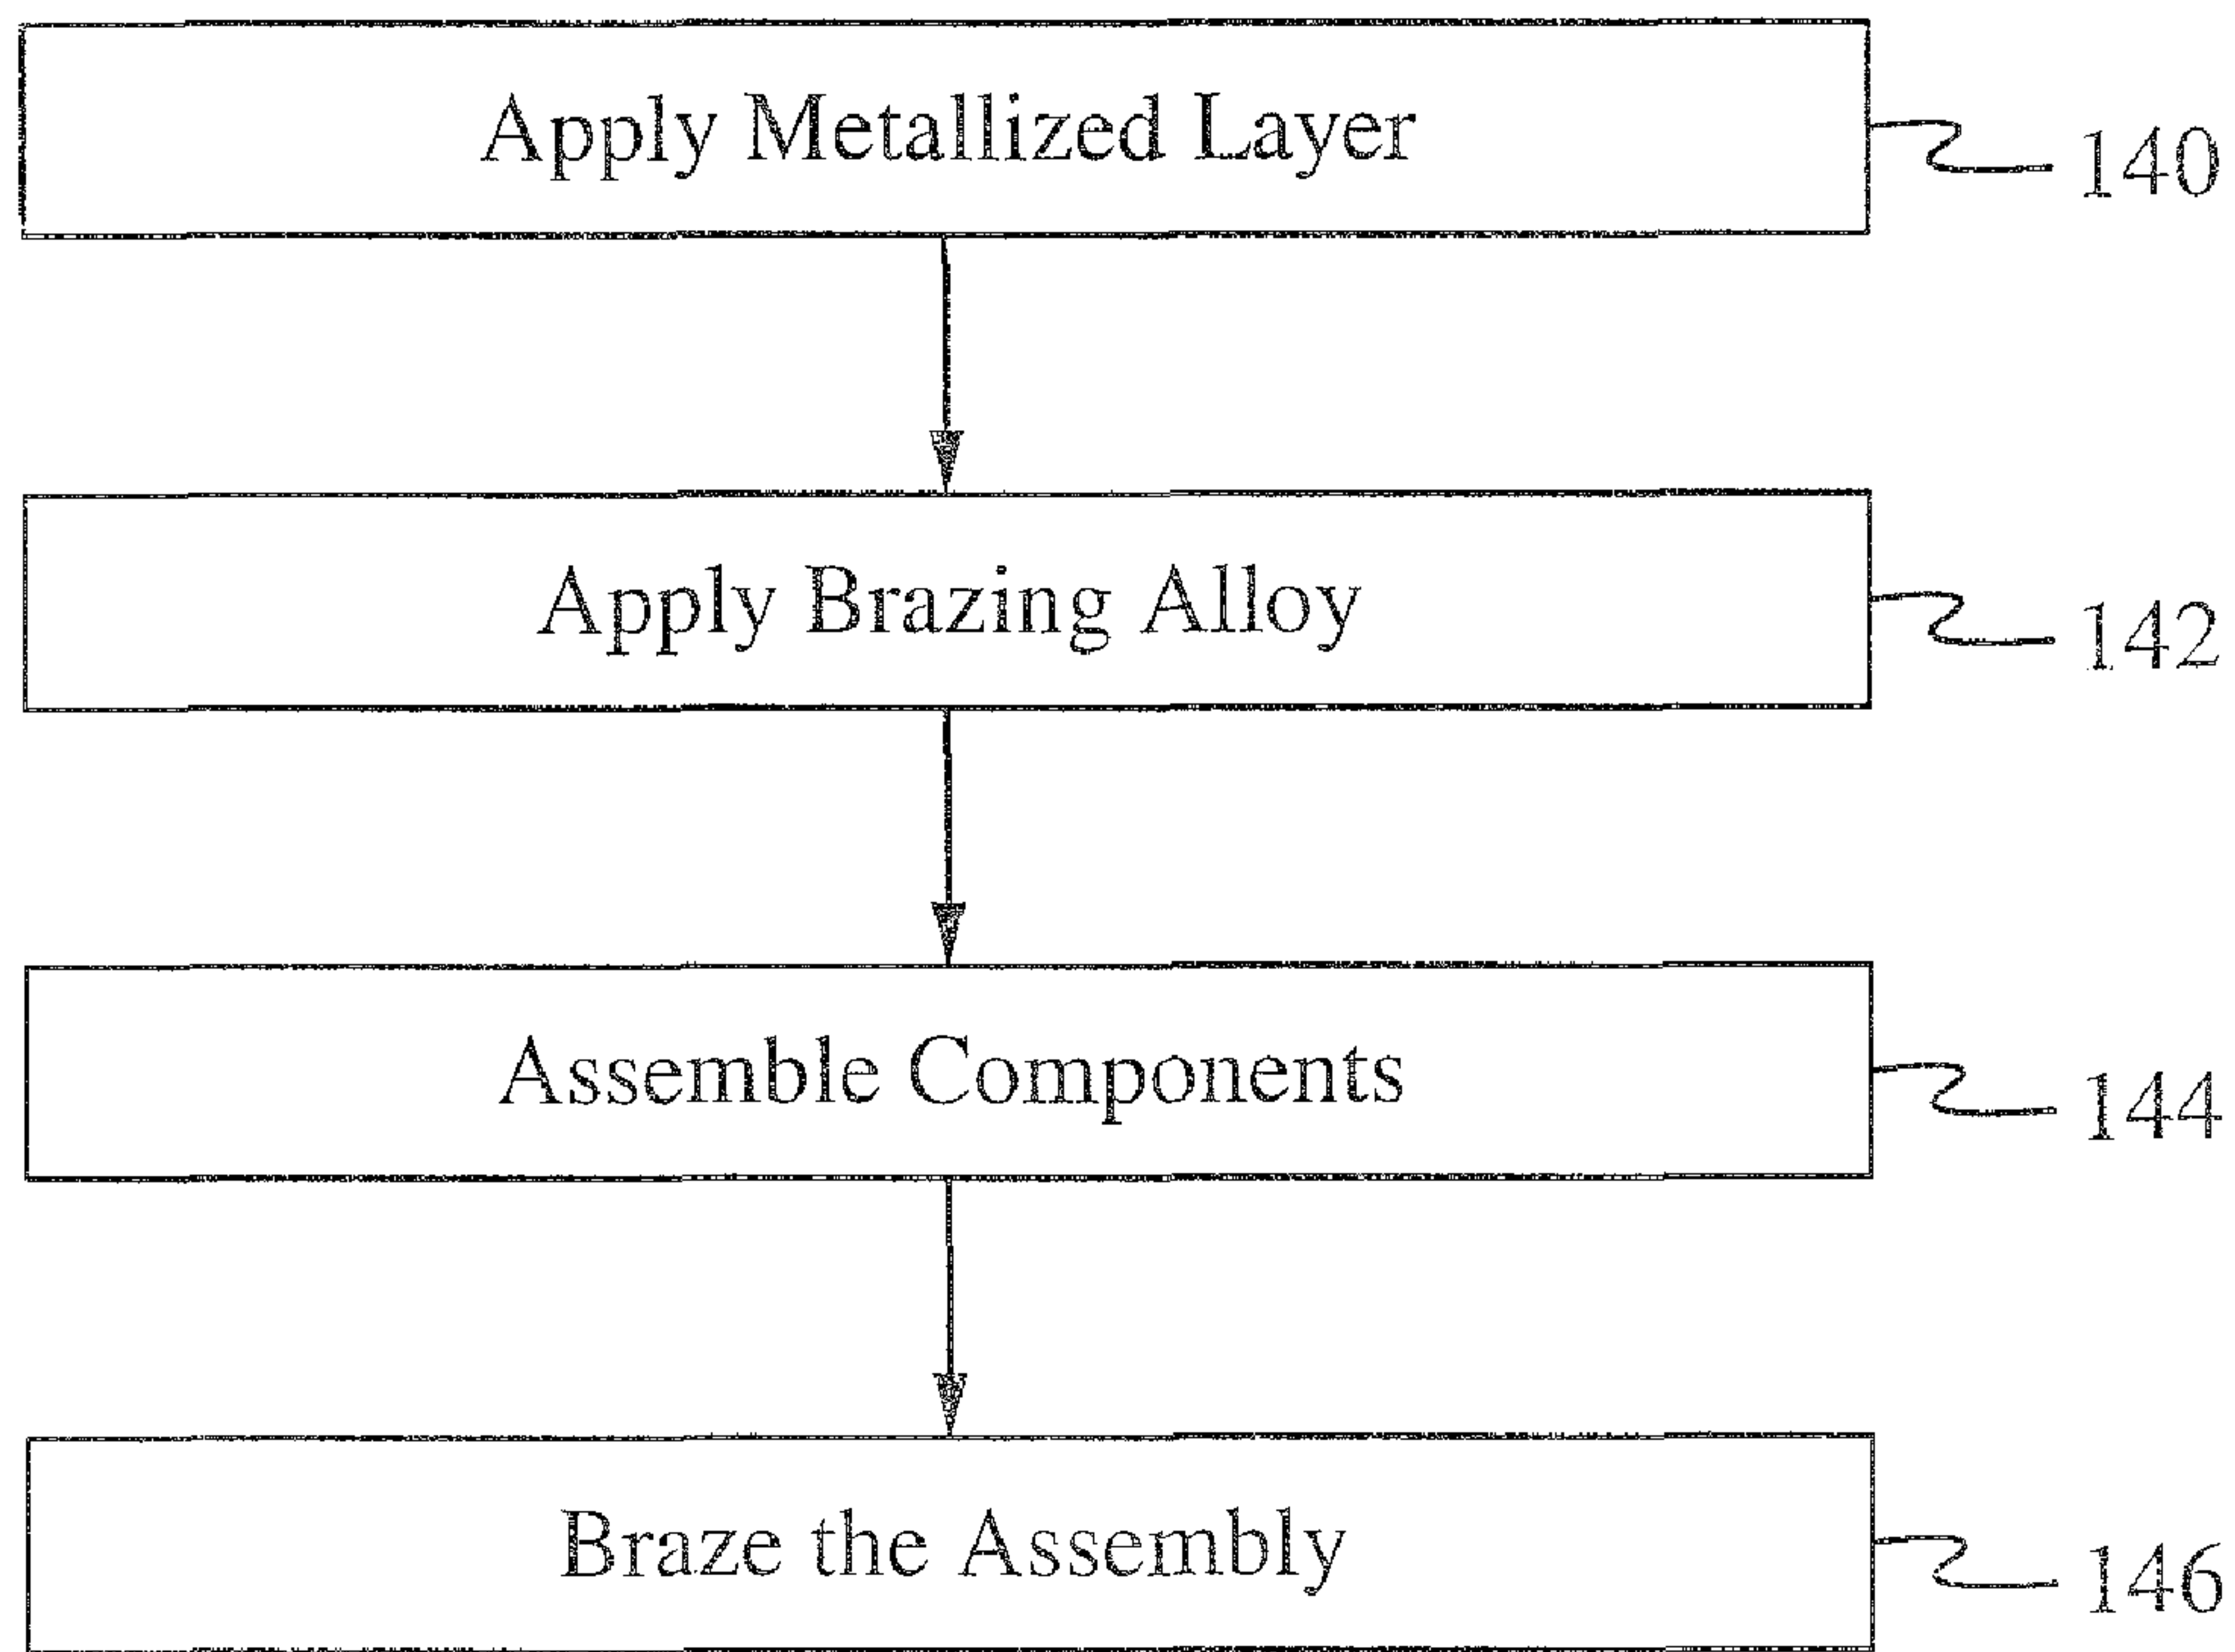 Apply Metallized Layer
140
Apply Brazing Alloy
142
Assemble Components
144
Braze the Assembly
146